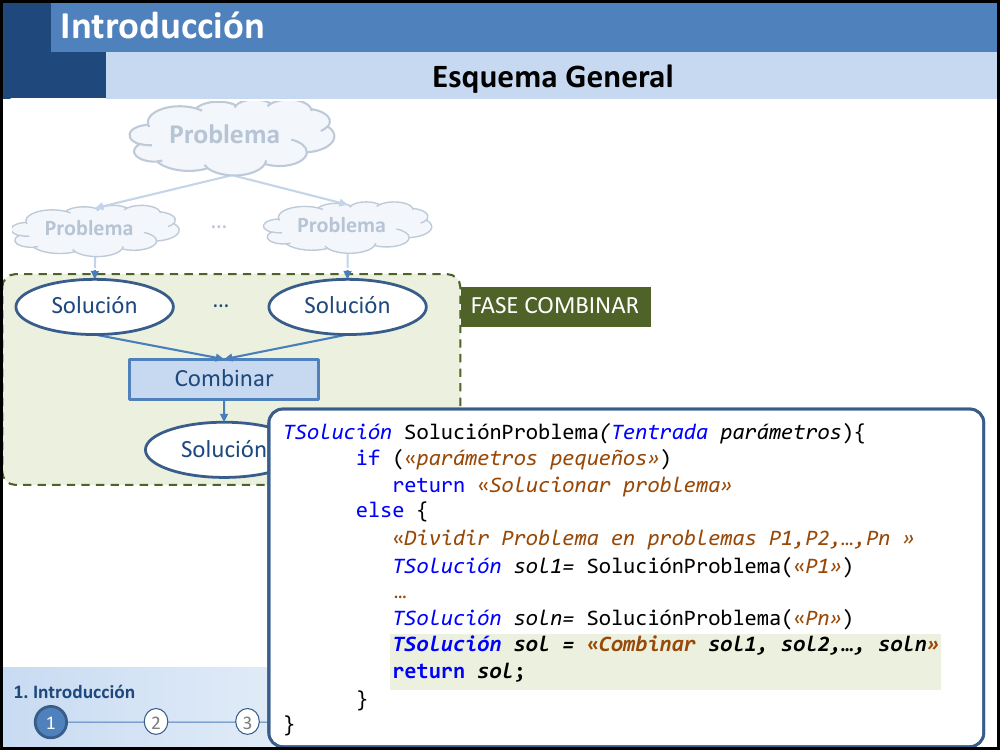 Introducción
Esquema General
Problema
Problema ... Problema
Solución ... Solución
FASE COMBINAR
Combinar
Solución
TSolución SoluciónProblema(Tentrada parámetros){
if («parámetros pequeños»)
return «Solucionar problema»
else {
«Dividir Problema en problemas P1,P2,…,Pn »
TSolución sol1= SoluciónProblema(«P1»)
…
TSolución soln= SoluciónProblema(«Pn»)
TSolución sol = «Combinar sol1, sol2,…, soln»
return sol;
}
}
1. Introducción
1 2 3